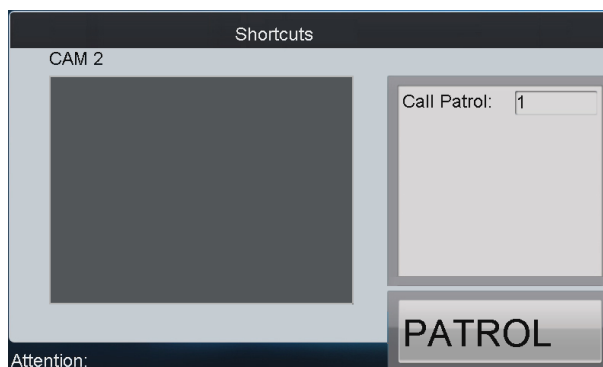 Shortcuts
CAM 2
Call Patrol: 1
PATROL
Attention: